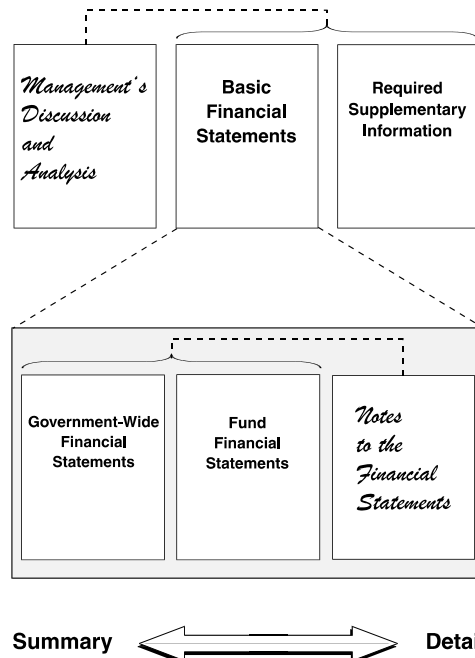 Management's
Discussion
and
Analysis
Basic
Financial
Statements
Required
Supplementary
Information
Government-Wide
Financial
Statements
Fund
Financial
Statements
Notes
to the
Financial
Statements
Summary
Detai